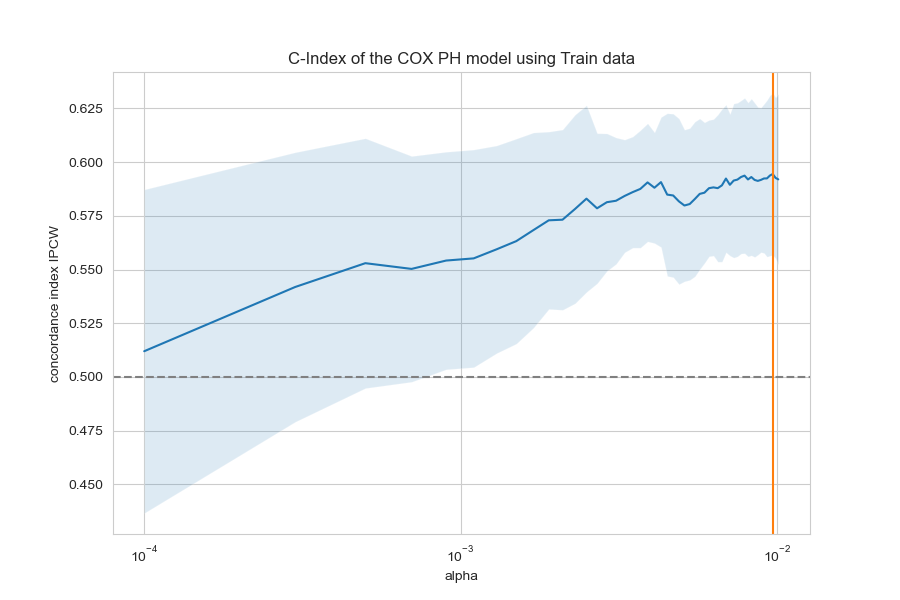 C-Index of the COX PH model using Train data
concordance index IPCW
0.625
0.600
0.575
0.550
0.525
0.500
0.475
0.450
10⁻⁴ 10⁻³ 10⁻²
alpha